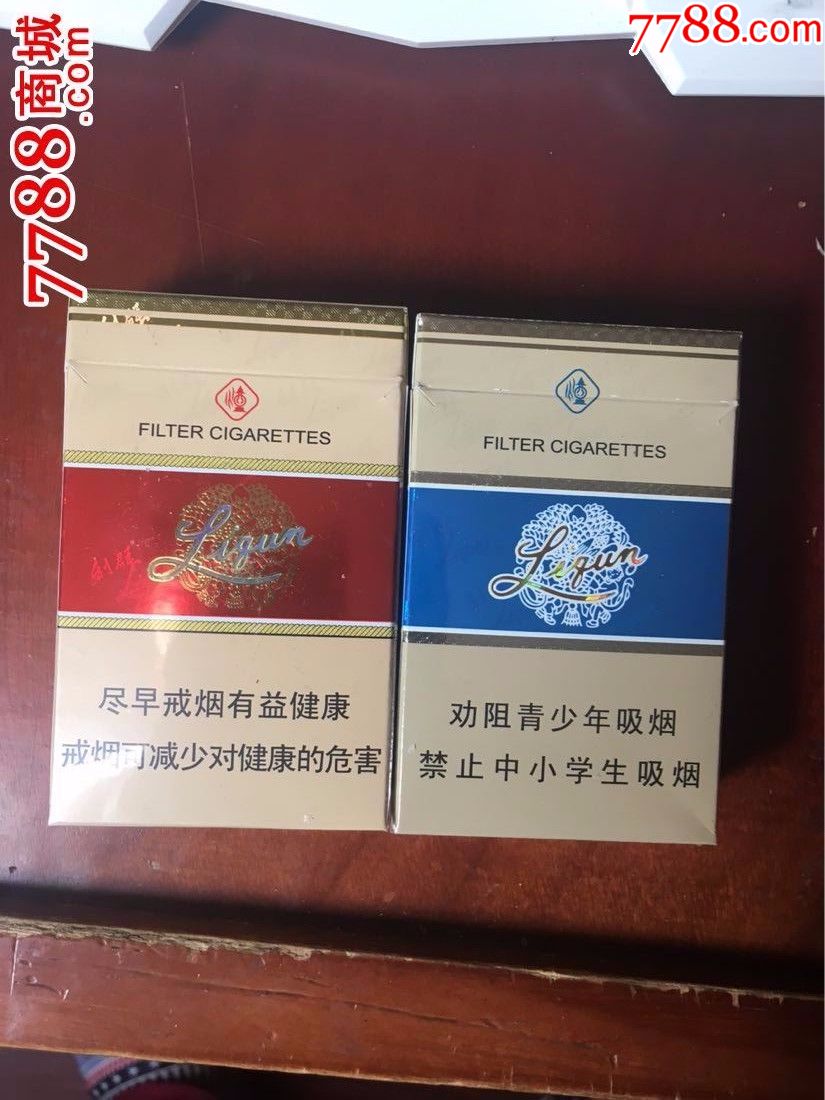 7788.com
7788商城
.com
FILTER CIGARETTES
Liqun
利群
尽早戒烟有益健康
戒烟可减少对健康的危害
FILTER CIGARETTES
Liqun
劝阻青少年吸烟
禁止中小学生吸烟